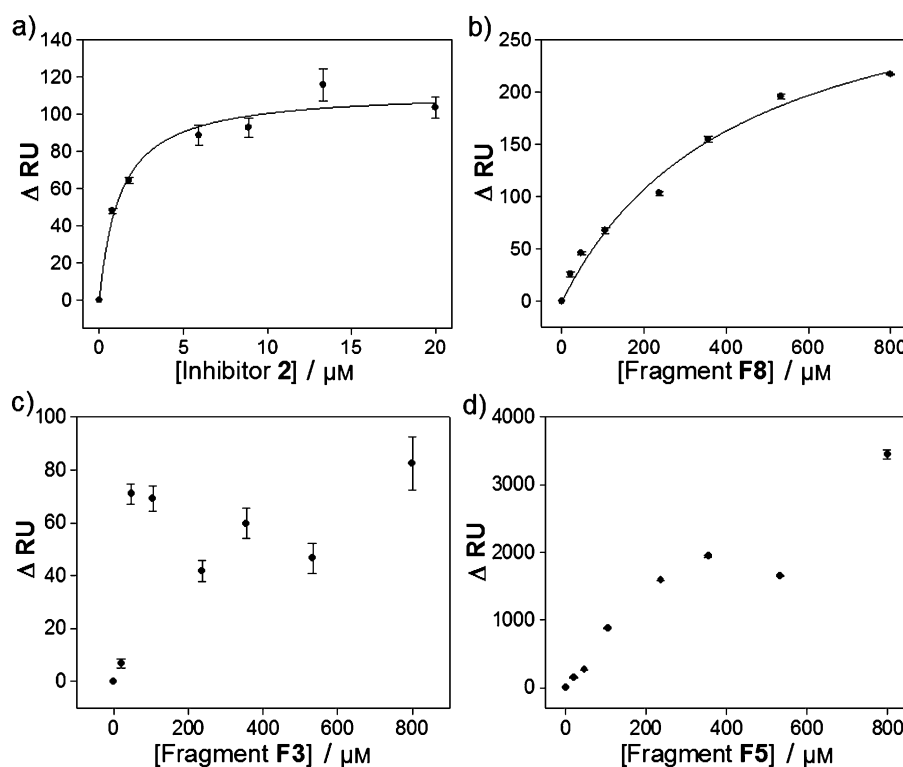 a)
140
120
100
80
60
40
20
0
Δ RU
0 5 10 15 20
[Inhibitor 2] / μM
b)
250
200
150
100
50
0
Δ RU
0 200 400 600 800
[Fragment F8] / μM
c)
100
80
60
40
20
0
Δ RU
0 200 400 600 800
[Fragment F3] / μM
d)
4000
3000
2000
1000
0
Δ RU
0 200 400 600 800
[Fragment F5] / μM